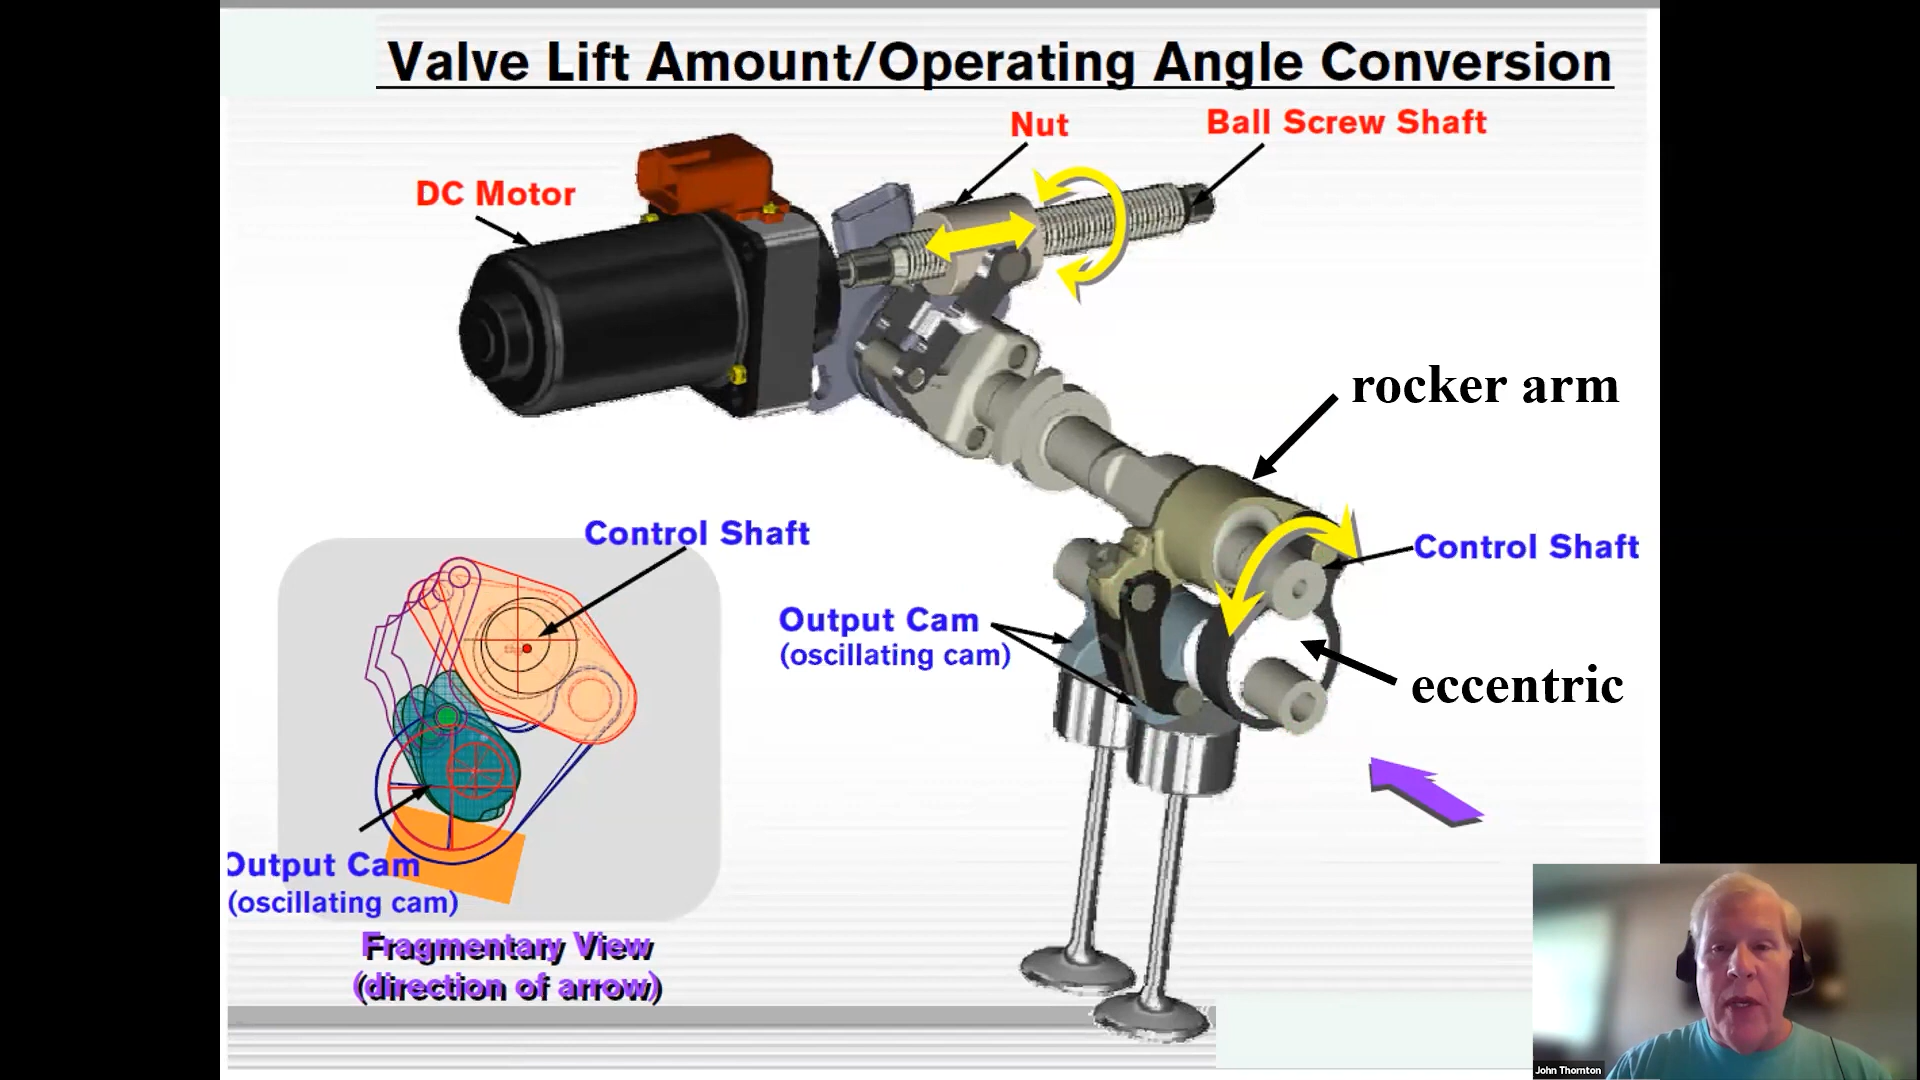 Valve Lift Amount/Operating Angle Conversion
Nut
Ball Screw Shaft
DC Motor
rocker arm
Control Shaft
Control Shaft
Output Cam
(oscillating cam)
eccentric
Output Cam
(oscillating cam)
Fragmentary View
(direction of arrow)
John Thornton